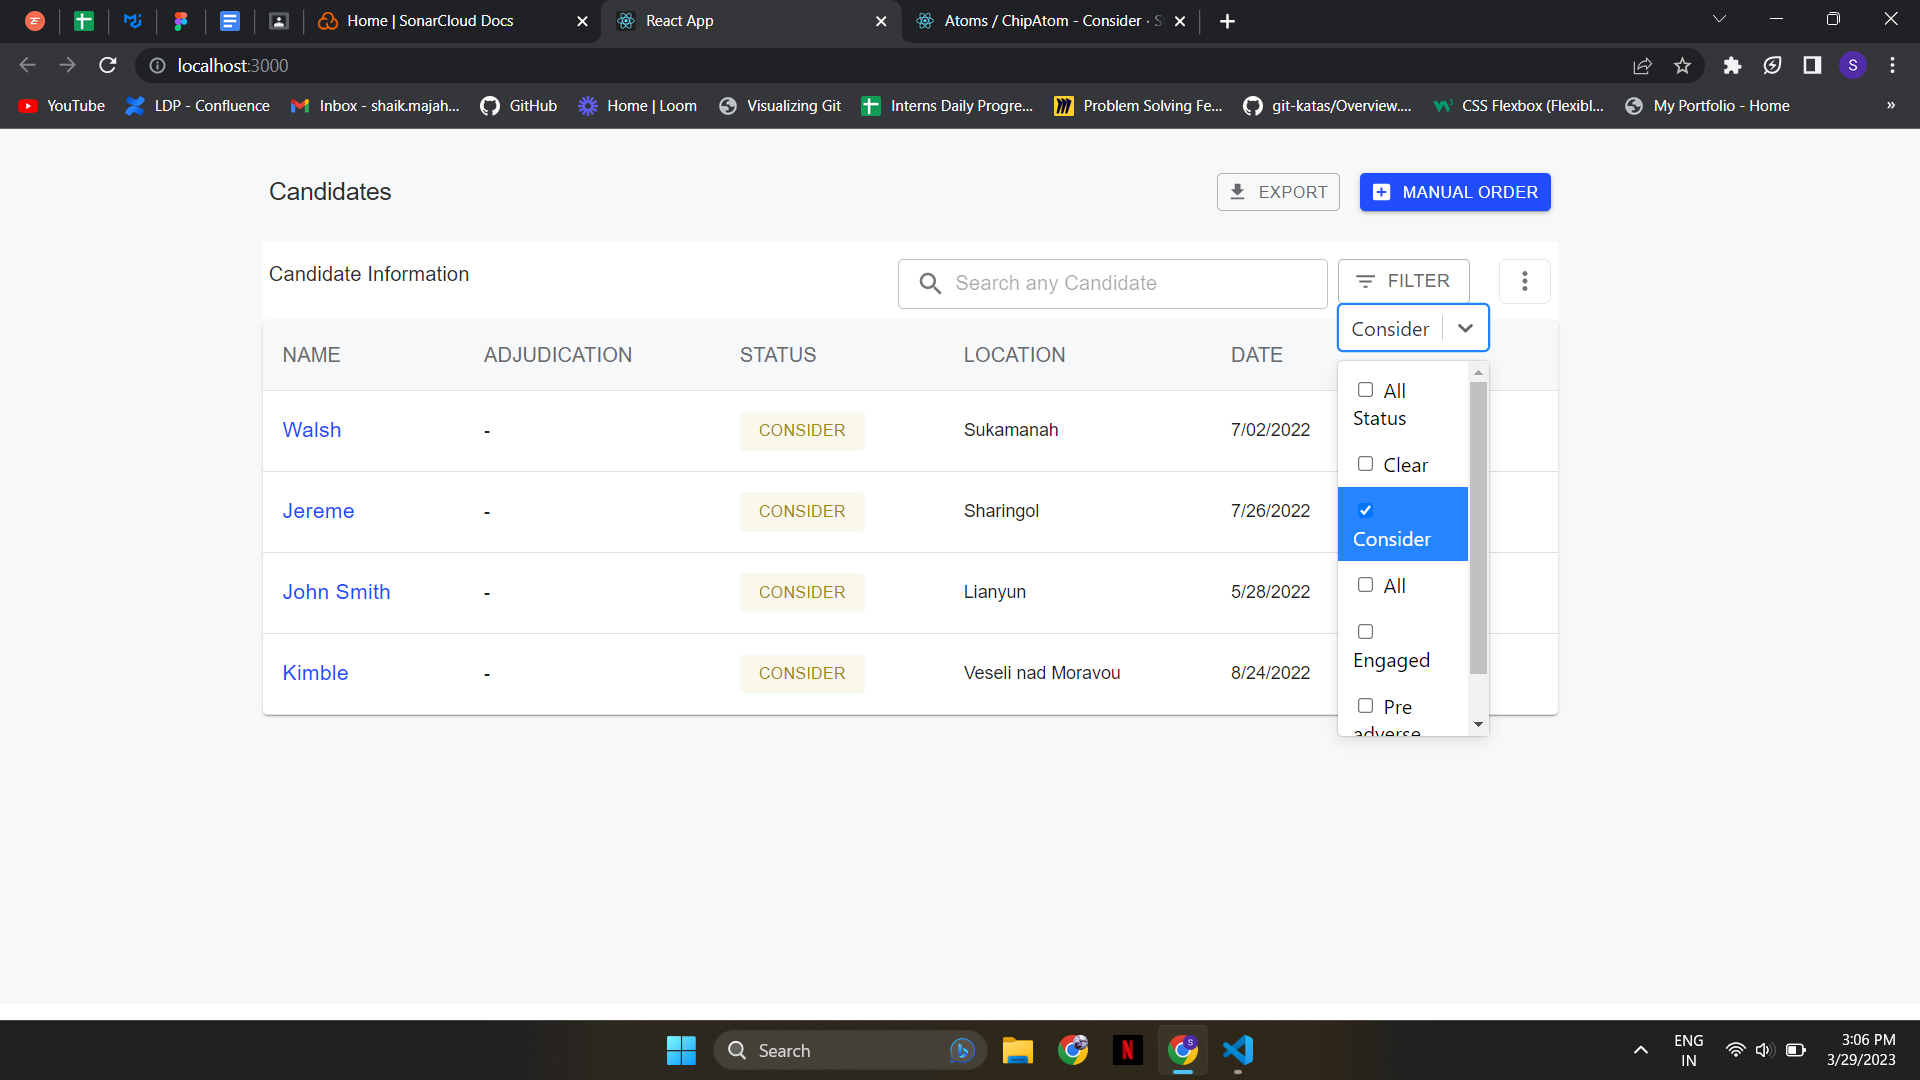 Home | SonarCloud Docs
React App
Atoms / ChipAtom - Consider · S
localhost:3000
S
YouTube
LDP - Confluence
Inbox - shaik.majah...
GitHub
Home | Loom
Visualizing Git
Interns Daily Progre...
Problem Solving Fe...
git-katas/Overview....
CSS Flexbox (Flexibl...
My Portfolio - Home
»
Candidates
EXPORT
MANUAL ORDER
Candidate Information
Search any Candidate
FILTER
Consider
NAME ADJUDICATION STATUS LOCATION DATE
Walsh - CONSIDER Sukamanah 7/02/2022
Jereme - CONSIDER Sharingol 7/26/2022
John Smith - CONSIDER Lianyun 5/28/2022
Kimble - CONSIDER Veseli nad Moravou 8/24/2022
All
Status
Clear
Consider
All
Engaged
Pre
adverse
Search
ENG
IN
3:06 PM
3/29/2023